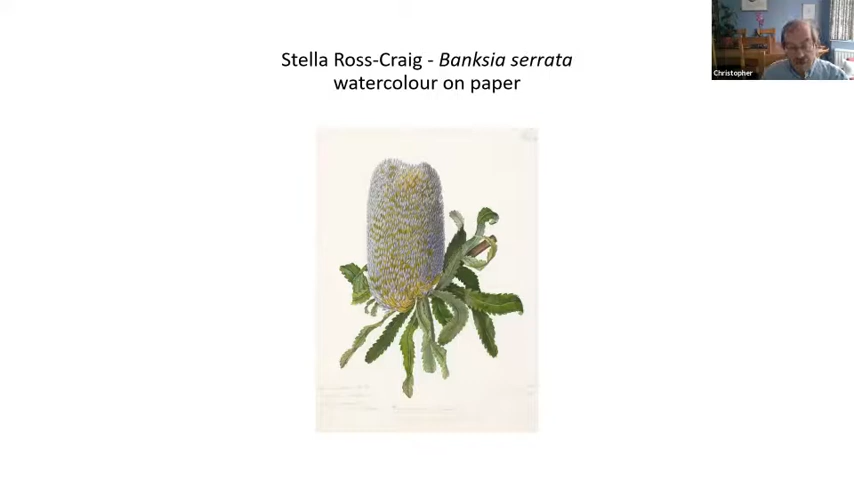 Stella Ross-Craig - Banksia serrata
watercolour on paper
Christopher